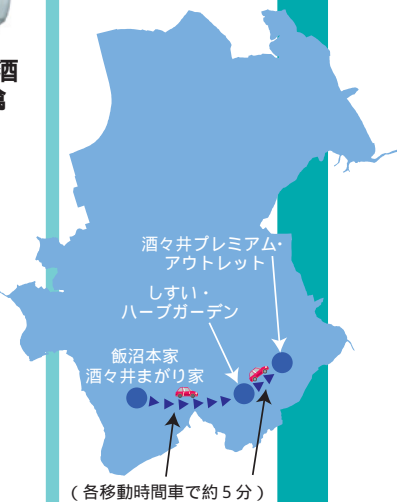 酒
酒々井プレミアム・
アウトレット
しすい・
ハーブガーデン
飯沼本家
酒々井まがり家
(各移動時間車で約5分)